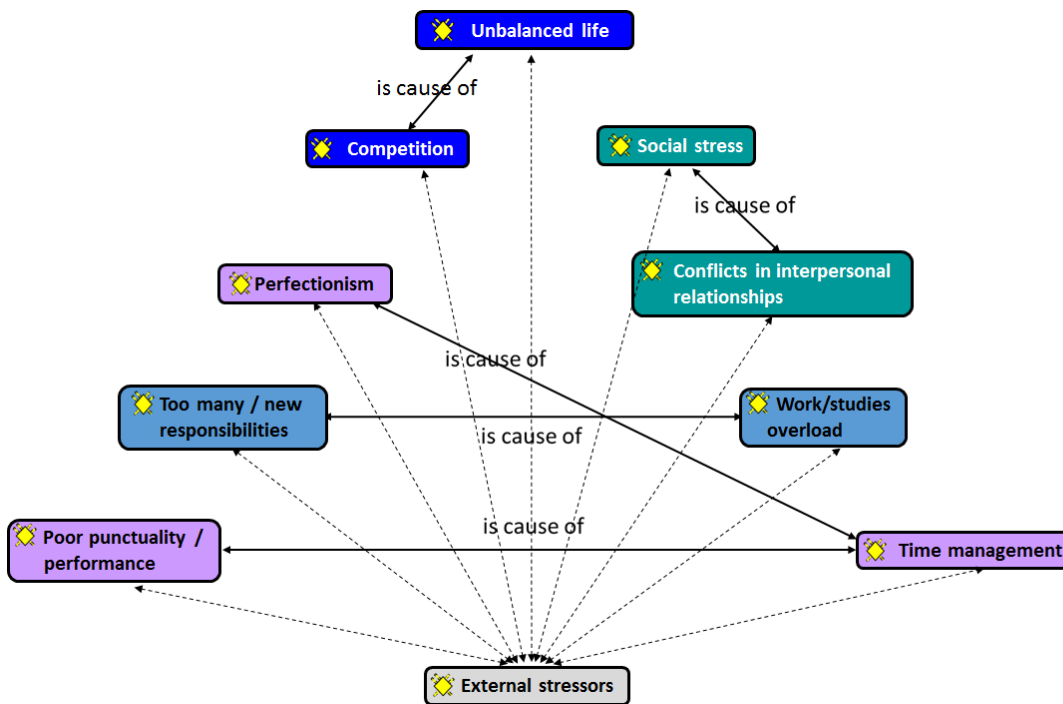 Unbalanced life
is cause of
Competition
Social stress
is cause of
Perfectionism
Conflicts in interpersonal
relationships
is cause of
Too many / new
responsibilities
Work/studies
overload
is cause of
is cause of
Poor punctuality /
performance
Time management
External stressors